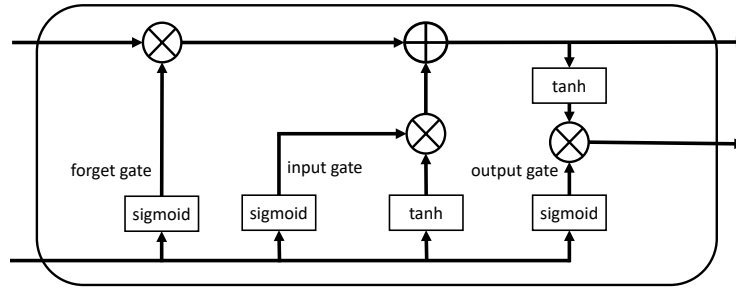 tanh
forget gate
input gate
output gate
sigmoid
sigmoid
tanh
sigmoid